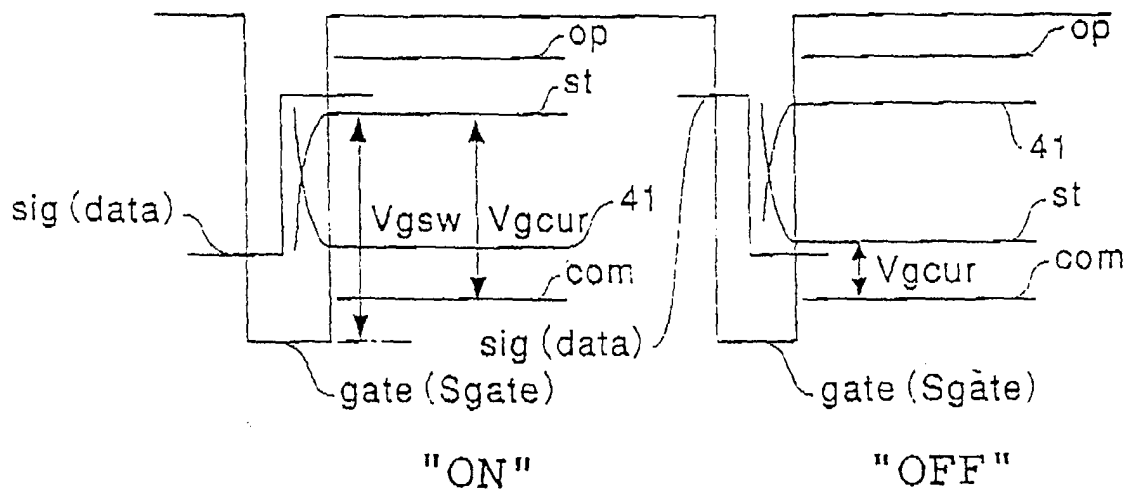 op
st
sig (data)
Vgsw
Vgcur
41
com
gate (Sgate)
"ON"
op
41
st
Vgcur
com
sig (data)
gate (Sgate)
"OFF"